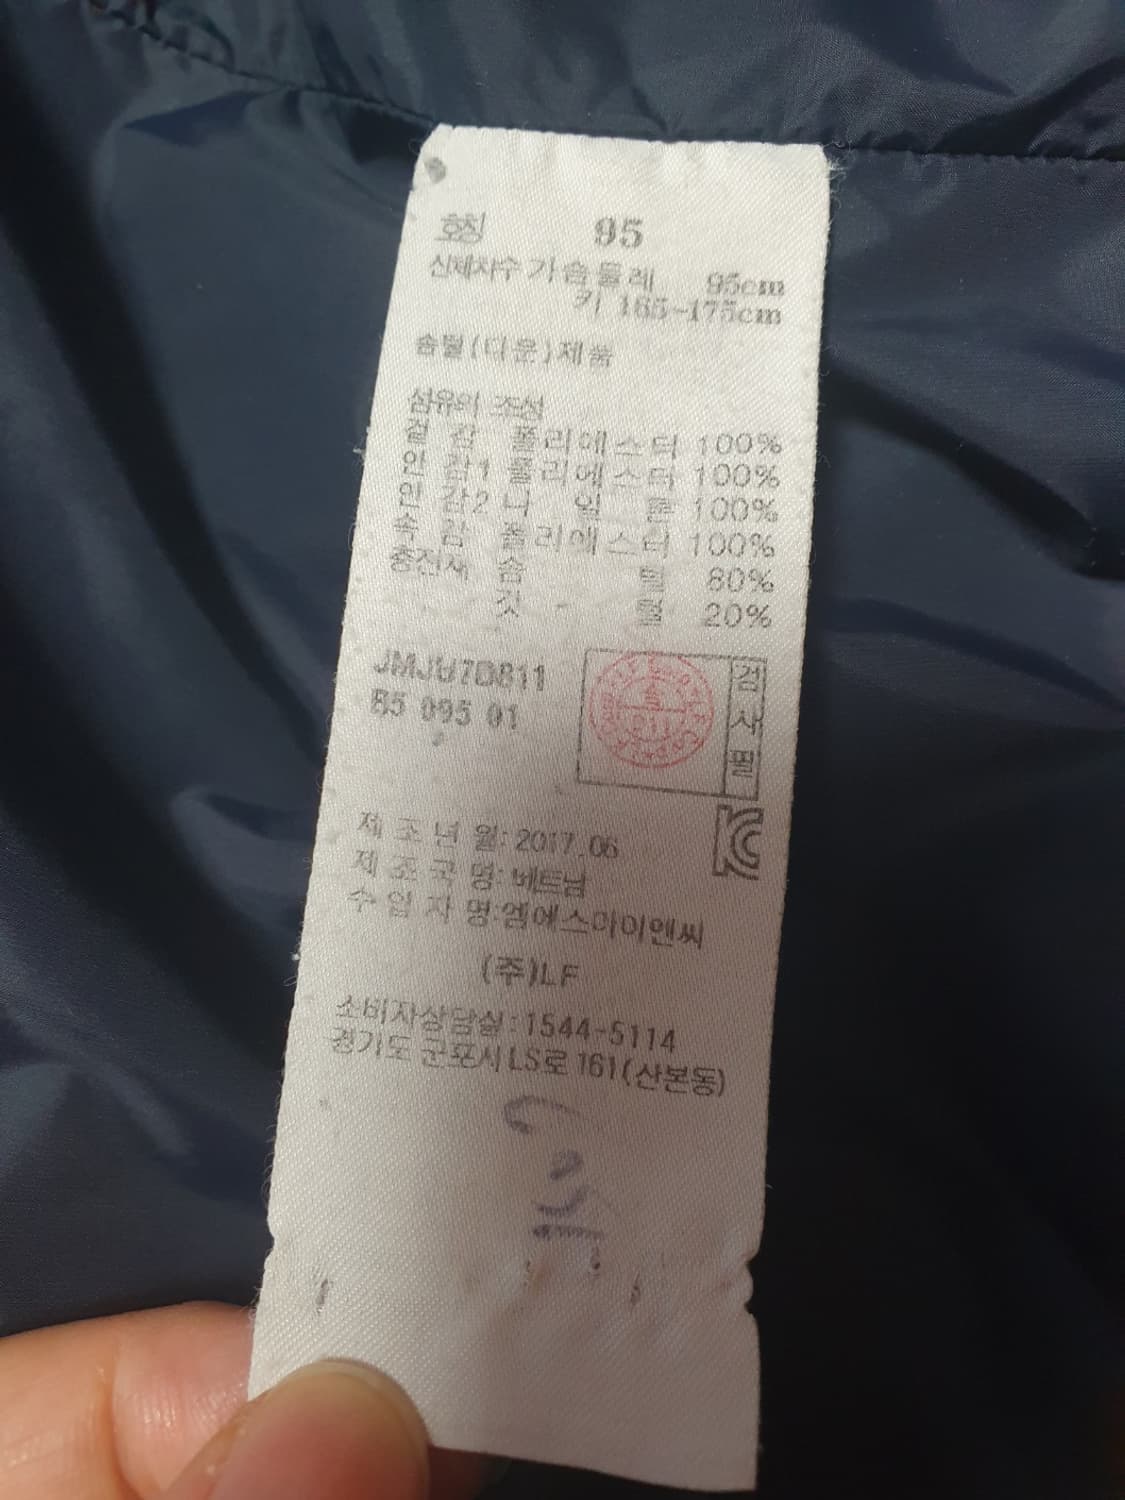 호칭 95
신체치수 가슴둘레 95cm
키 165-175cm
솜털(다운)제품
섬유의 조성
겉감 폴리에스터 100%
안감1 폴리에스터 100%
안감2 나일론 100%
속감 폴리에스터 100%
충전재 솜털 80%
깃털 20%
JMJU7D811
B5 095 01
검사필
제조년월: 2017.06
제조국명: 베트남
수입자명:엠에스아이앤씨
(주)LF
소비자상담실:1544-5114
경기도 군포시 LS로 161(산본동)